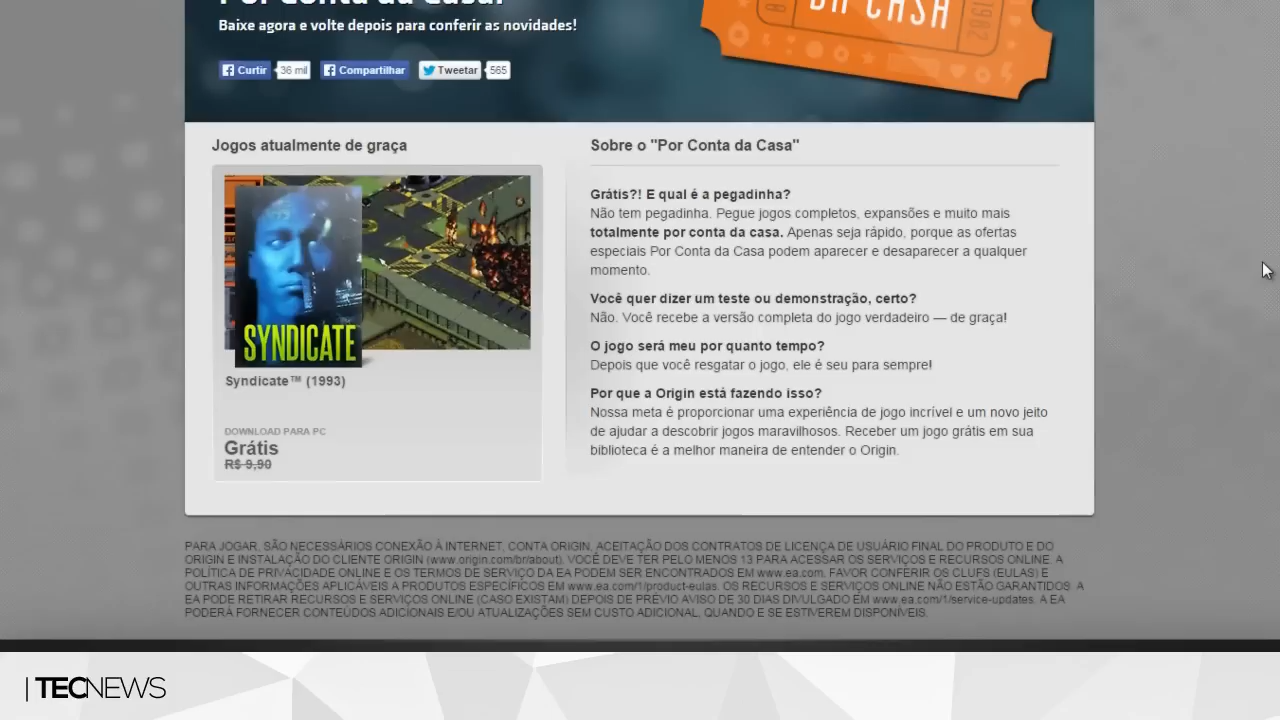 Por Conta da Casa!
Baixe agora e volte depois para conferir as novidades!
DA CASA
1982
Curtir 36 mil Compartilhar Tweetar 565
Jogos atualmente de graça
SYNDICATE
Syndicate™ (1993)
DOWNLOAD PARA PC
Grátis
R$ 9,90
Sobre o "Por Conta da Casa"
Grátis?! E qual é a pegadinha?
Não tem pegadinha. Pegue jogos completos, expansões e muito mais
totalmente por conta da casa. Apenas seja rápido, porque as ofertas
especiais Por Conta da Casa podem aparecer e desaparecer a qualquer
momento.
Você quer dizer um teste ou demonstração, certo?
Não. Você recebe a versão completa do jogo verdadeiro — de graça!
O jogo será meu por quanto tempo?
Depois que você resgatar o jogo, ele é seu para sempre!
Por que a Origin está fazendo isso?
Nossa meta é proporcionar uma experiência de jogo incrível e um novo jeito
de ajudar a descobrir jogos maravilhosos. Receber um jogo grátis em sua
biblioteca é a melhor maneira de entender o Origin.
PARA JOGAR, SÃO NECESSÁRIOS CONEXÃO À INTERNET, CONTA ORIGIN, ACEITAÇÃO DOS CONTRATOS DE LICENÇA DE USUÁRIO FINAL DO PRODUTO E DO
ORIGIN E INSTALAÇÃO DO CLIENTE ORIGIN (www.origin.com/br/about). VOCÊ DEVE TER PELO MENOS 13 PARA ACESSAR OS SERVIÇOS E RECURSOS ONLINE. A
POLÍTICA DE PRIVACIDADE ONLINE E OS TERMOS DE SERVIÇO DA EA PODEM SER ENCONTRADOS EM www.ea.com. FAVOR CONFERIR OS CLUFS (EULAS) E
OUTRAS INFORMAÇÕES APLICÁVEIS A PRODUTOS ESPECÍFICOS EM www.ea.com/1/product-eulas. OS RECURSOS E SERVIÇOS ONLINE NÃO ESTÃO GARANTIDOS. A
EA PODE RETIRAR RECURSOS E SERVIÇOS ONLINE (CASO EXISTAM) DEPOIS DE PRÉVIO AVISO DE 30 DIAS DIVULGADO EM www.ea.com/1/service-updates. A EA
PODERÁ FORNECER CONTEÚDOS ADICIONAIS E/OU ATUALIZAÇÕES SEM CUSTO ADICIONAL, QUANDO E SE ESTIVEREM DISPONÍVEIS.
| TECNEWS